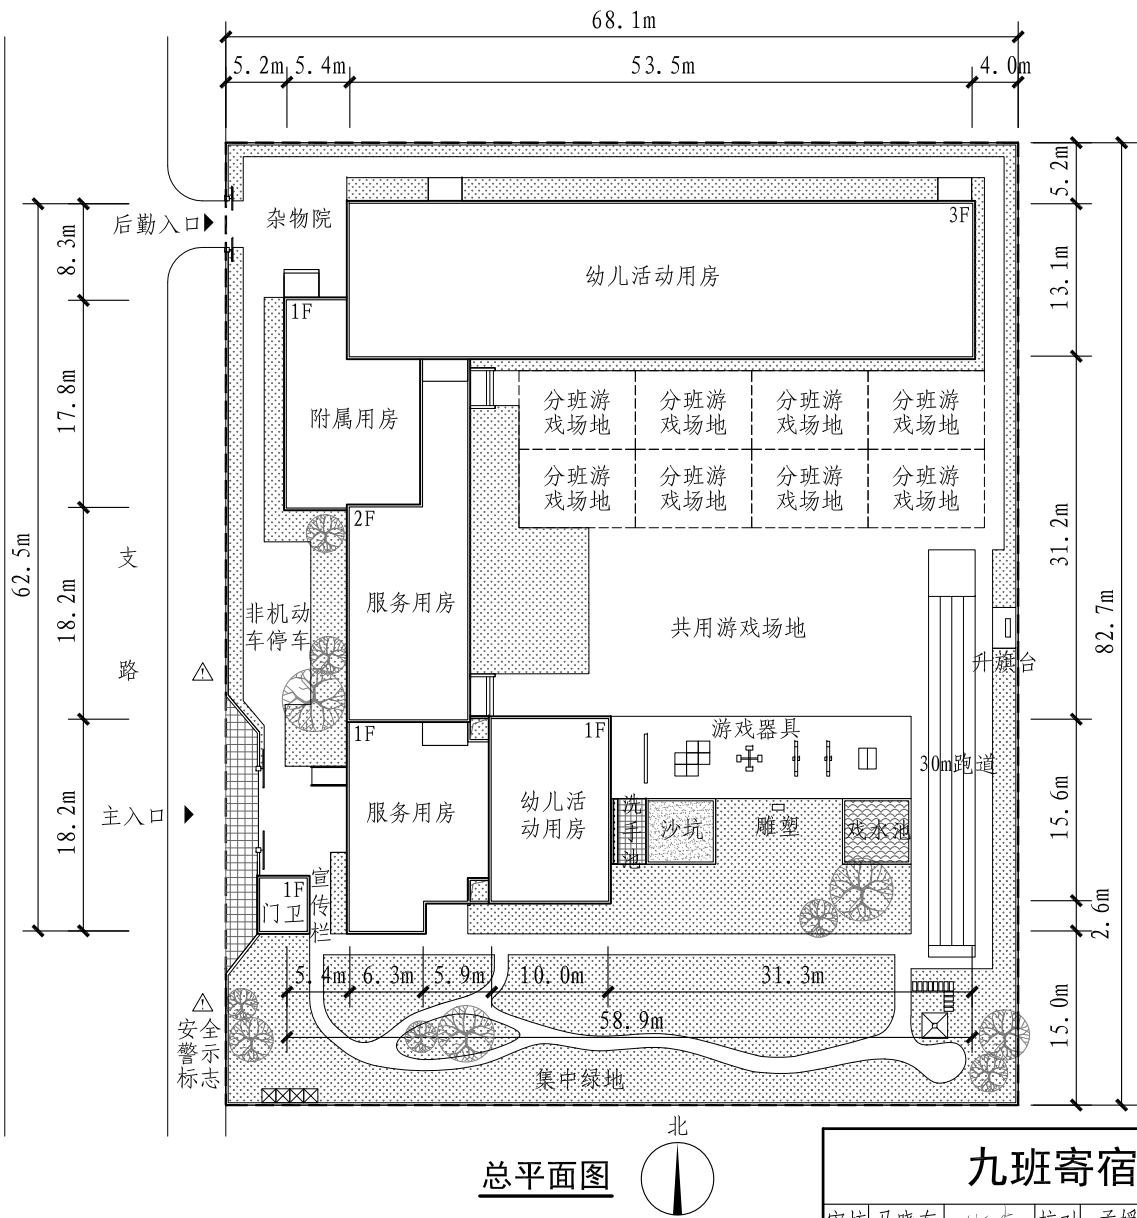 68.1m
5.2m
5.4m
53.5m
4.0m
5.2m
后勤入口
杂物院
3F
8.3m
幼儿活动用房
13.1m
1F
17.8m
附属用房
分班游
戏场地
分班游
戏场地
分班游
戏场地
分班游
戏场地
分班游
戏场地
分班游
戏场地
分班游
戏场地
分班游
戏场地
2F
31.2m
62.5m
支
路
18.2m
非机动
车停车
服务用房
共用游戏场地
82.7m
升旗台
1F
1F
游戏器具
30m跑道
主入口
18.2m
服务用房
幼儿活
动用房
洗手池
沙坑
雕塑
戏水池
15.6m
1F
门卫
宣传栏
2.6m
5.4m
6.3m
5.9m
10.0m
31.3m
58.9m
15.0m
安全
警示
标志
集中绿地
北
总平面图
九班寄宿